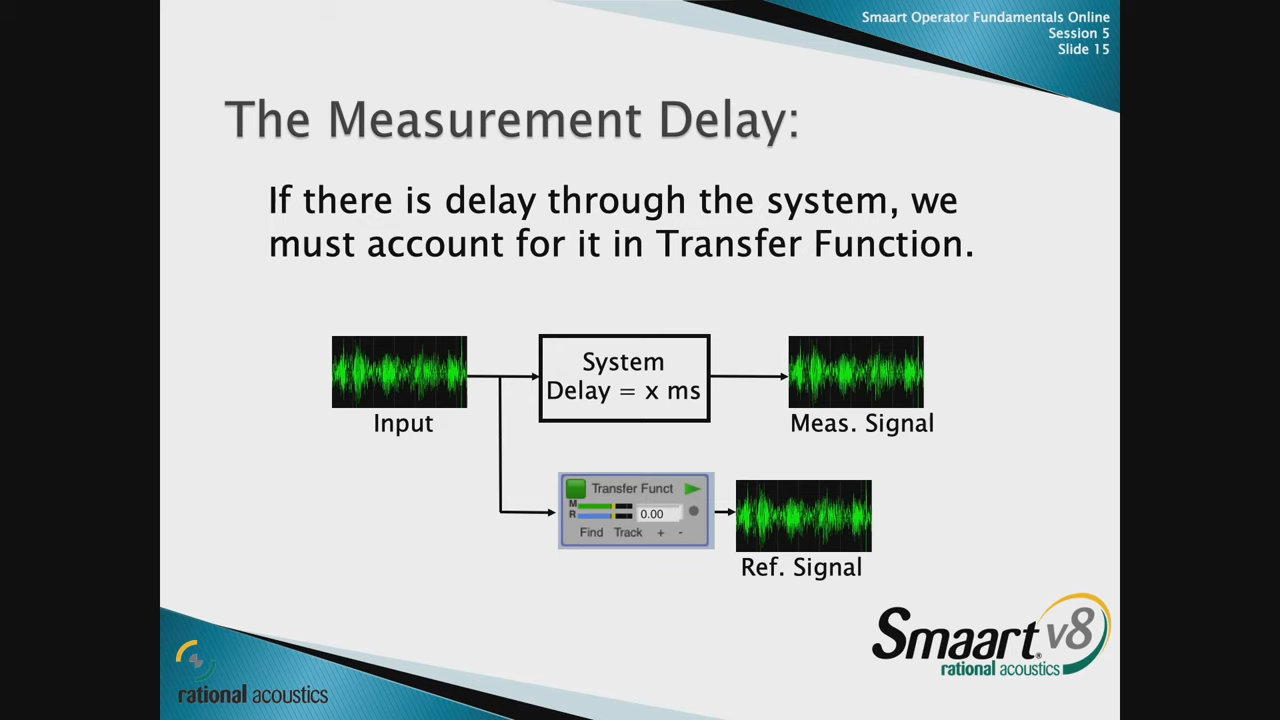 Smaart Operator Fundamentals Online
Session 5
Slide 15
The Measurement Delay:
If there is delay through the system, we
must account for it in Transfer Function.
System
Delay = x ms
Input
Meas. Signal
Transfer Funct
M
R
0.00
Find Track + -
Ref. Signal
Smaart® v8
rational acoustics
rational acoustics